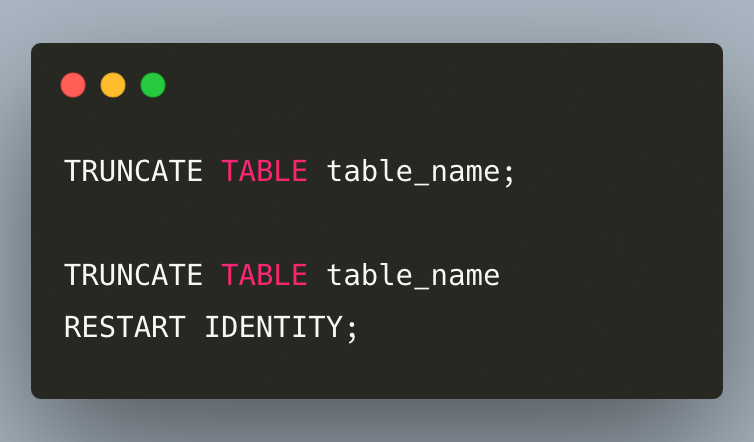 TRUNCATE TABLE table_name;
TRUNCATE TABLE table_name
RESTART IDENTITY;